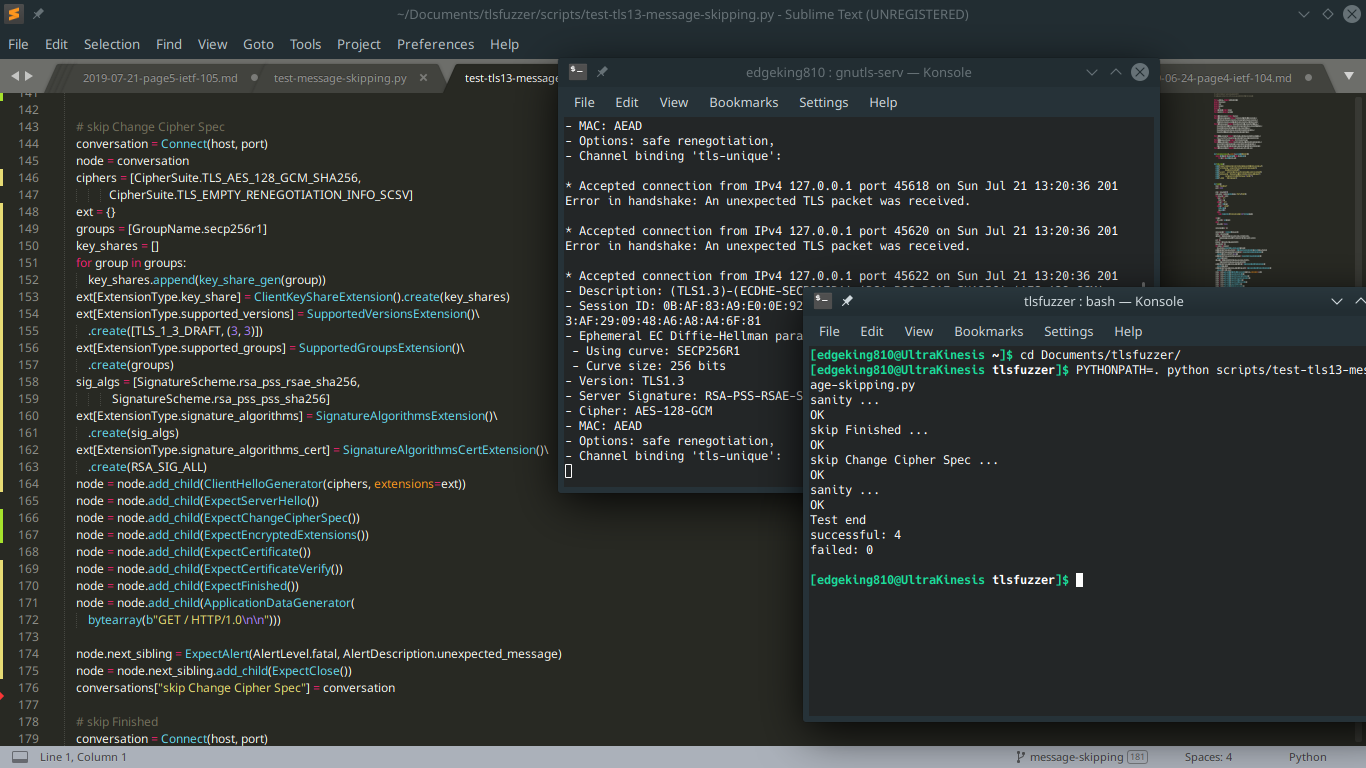 ~/Documents/tlsfuzzer/scripts/test-tls13-message-skipping.py - Sublime Text (UNREGISTERED)
File Edit Selection Find View Goto Tools Project Preferences Help
2019-07-21-page5-ietf-105.md test-message-skipping.py test-tls13-message -06-24-page4-ietf-104.md
141
142
143 # skip Change Cipher Spec
144 conversation = Connect(host, port)
145 node = conversation
146 ciphers = [CipherSuite.TLS_AES_128_GCM_SHA256,
147 CipherSuite.TLS_EMPTY_RENEGOTIATION_INFO_SCSV]
148 ext = {}
149 groups = [GroupName.secp256r1]
150 key_shares = []
151 for group in groups:
152 key_shares.append(key_share_gen(group))
153 ext[ExtensionType.key_share] = ClientKeyShareExtension().create(key_shares)
154 ext[ExtensionType.supported_versions] = SupportedVersionsExtension()\
155 .create([TLS_1_3_DRAFT, (3, 3)])
156 ext[ExtensionType.supported_groups] = SupportedGroupsExtension()\
157 .create(groups)
158 sig_algs = [SignatureScheme.rsa_pss_rsae_sha256,
159 SignatureScheme.rsa_pss_pss_sha256]
160 ext[ExtensionType.signature_algorithms] = SignatureAlgorithmsExtension()\
161 .create(sig_algs)
162 ext[ExtensionType.signature_algorithms_cert] = SignatureAlgorithmsCertExtension()\
163 .create(RSA_SIG_ALL)
164 node = node.add_child(ClientHelloGenerator(ciphers, extensions=ext))
165 node = node.add_child(ExpectServerHello())
166 node = node.add_child(ExpectChangeCipherSpec())
167 node = node.add_child(ExpectEncryptedExtensions())
168 node = node.add_child(ExpectCertificate())
169 node = node.add_child(ExpectCertificateVerify())
170 node = node.add_child(ExpectFinished())
171 node = node.add_child(ApplicationDataGenerator(
172 bytearray(b"GET / HTTP/1.0\n\n")))
173
174 node.next_sibling = ExpectAlert(AlertLevel.fatal, AlertDescription.unexpected_message)
175 node = node.next_sibling.add_child(ExpectClose())
176 conversations["skip Change Cipher Spec"] = conversation
177
178 # skip Finished
179 conversation = Connect(host, port)
Line 1, Column 1 message-skipping 181 Spaces: 4 Python
edgeking810 : gnutls-serv — Konsole
File Edit View Bookmarks Settings Help
- MAC: AEAD
- Options: safe renegotiation,
- Channel binding 'tls-unique':
* Accepted connection from IPv4 127.0.0.1 port 45618 on Sun Jul 21 13:20:36 201
Error in handshake: An unexpected TLS packet was received.
* Accepted connection from IPv4 127.0.0.1 port 45620 on Sun Jul 21 13:20:36 201
Error in handshake: An unexpected TLS packet was received.
* Accepted connection from IPv4 127.0.0.1 port 45622 on Sun Jul 21 13:20:36 201
- Description: (TLS1.3)-(ECDHE-
- Session ID: 0B:AF:83:A9:E0:0E:92
3:AF:29:09:48:A6:A8:A4:6F:81
- Ephemeral EC Diffie-Hellman para
- Using curve: SECP256R1
- Curve size: 256 bits
- Version: TLS1.3
- Server Signature: RSA-PSS-RSAE-S
- Cipher: AES-128-GCM
- MAC: AEAD
- Options: safe renegotiation,
- Channel binding 'tls-unique':
tlsfuzzer : bash — Konsole
File Edit View Bookmarks Settings Help
[edgeking810@UltraKinesis ~]$ cd Documents/tlsfuzzer/
[edgeking810@UltraKinesis tlsfuzzer]$ PYTHONPATH=. python scripts/test-tls13-mes
age-skipping.py
sanity ...
OK
skip Finished ...
OK
skip Change Cipher Spec ...
OK
sanity ...
OK
Test end
successful: 4
failed: 0
[edgeking810@UltraKinesis tlsfuzzer]$